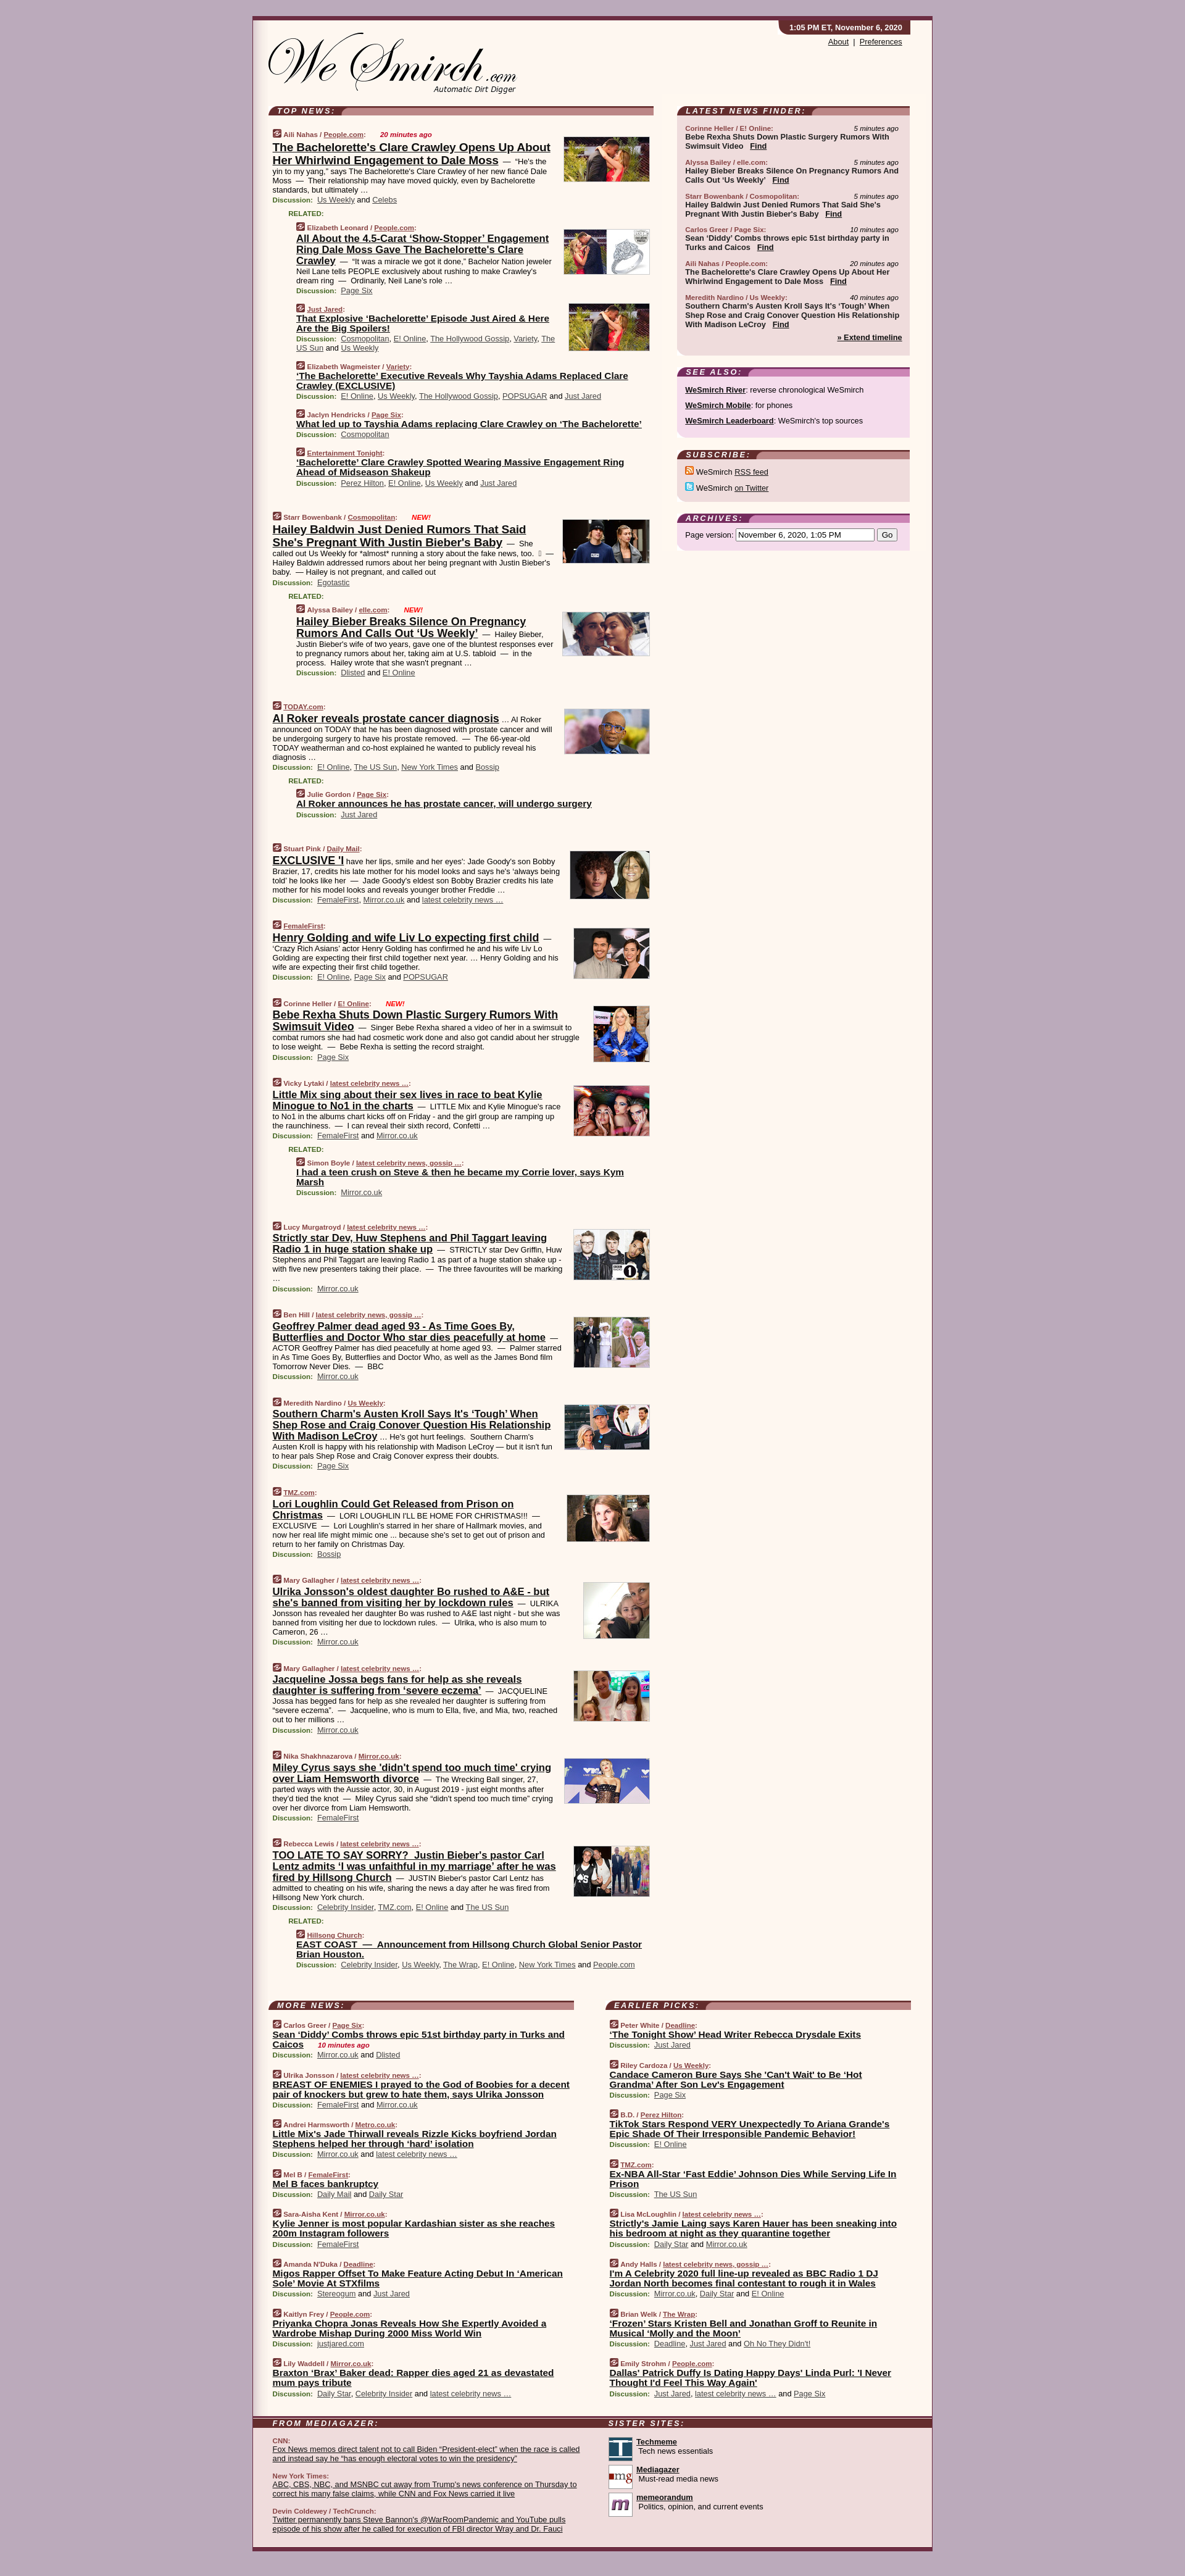 1:05 PM ET, November 6, 2020
About | Preferences
We Smirch.com
Automatic Dirt Digger
TOP NEWS:
Aili Nahas / People.com: 20 minutes ago
The Bachelorette's Clare Crawley Opens Up About
Her Whirlwind Engagement to Dale Moss — “He's the
yin to my yang,” says The Bachelorette's Clare Crawley of her new fiancé Dale
Moss — Their relationship may have moved quickly, even by Bachelorette
standards, but ultimately …
Discussion: Us Weekly and Celebs
RELATED:
Elizabeth Leonard / People.com:
All About the 4.5-Carat ‘Show-Stopper’ Engagement
Ring Dale Moss Gave The Bachelorette's Clare
Crawley — “It was a miracle we got it done,” Bachelor Nation jeweler
Neil Lane tells PEOPLE exclusively about rushing to make Crawley's
dream ring — Ordinarily, Neil Lane's role …
Discussion: Page Six
Just Jared:
That Explosive ‘Bachelorette’ Episode Just Aired & Here
Are the Big Spoilers!
Discussion: Cosmopolitan, E! Online, The Hollywood Gossip, Variety, The
US Sun and Us Weekly
Elizabeth Wagmeister / Variety:
‘The Bachelorette’ Executive Reveals Why Tayshia Adams Replaced Clare
Crawley (EXCLUSIVE)
Discussion: E! Online, Us Weekly, The Hollywood Gossip, POPSUGAR and Just Jared
Jaclyn Hendricks / Page Six:
What led up to Tayshia Adams replacing Clare Crawley on ‘The Bachelorette’
Discussion: Cosmopolitan
Entertainment Tonight:
‘Bachelorette’ Clare Crawley Spotted Wearing Massive Engagement Ring
Ahead of Midseason Shakeup
Discussion: Perez Hilton, E! Online, Us Weekly and Just Jared
Starr Bowenbank / Cosmopolitan: NEW!
Hailey Baldwin Just Denied Rumors That Said
She's Pregnant With Justin Bieber's Baby — She
called out Us Weekly for *almost* running a story about the fake news, too. —
Hailey Baldwin addressed rumors about her being pregnant with Justin Bieber's
baby. — Hailey is not pregnant, and called out
Discussion: Egotastic
RELATED:
Alyssa Bailey / elle.com: NEW!
Hailey Bieber Breaks Silence On Pregnancy
Rumors And Calls Out ‘Us Weekly’ — Hailey Bieber,
Justin Bieber's wife of two years, gave one of the bluntest responses ever
to pregnancy rumors about her, taking aim at U.S. tabloid — in the
process. Hailey wrote that she wasn't pregnant …
Discussion: Dlisted and E! Online
TODAY.com:
Al Roker reveals prostate cancer diagnosis … Al Roker
announced on TODAY that he has been diagnosed with prostate cancer and will
be undergoing surgery to have his prostate removed. — The 66-year-old
TODAY weatherman and co-host explained he wanted to publicly reveal his
diagnosis …
Discussion: E! Online, The US Sun, New York Times and Bossip
RELATED:
Julie Gordon / Page Six:
Al Roker announces he has prostate cancer, will undergo surgery
Discussion: Just Jared
Stuart Pink / Daily Mail:
EXCLUSIVE 'I have her lips, smile and her eyes': Jade Goody's son Bobby
Brazier, 17, credits his late mother for his model looks and says he's ‘always being
told’ he looks like her — Jade Goody's eldest son Bobby Brazier credits his late
mother for his model looks and reveals younger brother Freddie …
Discussion: FemaleFirst, Mirror.co.uk and latest celebrity news …
FemaleFirst:
Henry Golding and wife Liv Lo expecting first child —
‘Crazy Rich Asians’ actor Henry Golding has confirmed he and his wife Liv Lo
Golding are expecting their first child together next year. … Henry Golding and his
wife are expecting their first child together.
Discussion: E! Online, Page Six and POPSUGAR
Corinne Heller / E! Online: NEW!
Bebe Rexha Shuts Down Plastic Surgery Rumors With
Swimsuit Video — Singer Bebe Rexha shared a video of her in a swimsuit to
combat rumors she had had cosmetic work done and also got candid about her struggle
to lose weight. — Bebe Rexha is setting the record straight.
Discussion: Page Six
Vicky Lytaki / latest celebrity news …:
Little Mix sing about their sex lives in race to beat Kylie
Minogue to No1 in the charts — LITTLE Mix and Kylie Minogue's race
to No1 in the albums chart kicks off on Friday - and the girl group are ramping up
the raunchiness. — I can reveal their sixth record, Confetti …
Discussion: FemaleFirst and Mirror.co.uk
RELATED:
Simon Boyle / latest celebrity news, gossip …:
I had a teen crush on Steve & then he became my Corrie lover, says Kym
Marsh
Discussion: Mirror.co.uk
Lucy Murgatroyd / latest celebrity news …:
Strictly star Dev, Huw Stephens and Phil Taggart leaving
Radio 1 in huge station shake up — STRICTLY star Dev Griffin, Huw
Stephens and Phil Taggart are leaving Radio 1 as part of a huge station shake up -
with five new presenters taking their place. — The three favourites will be marking
…
Discussion: Mirror.co.uk
Ben Hill / latest celebrity news, gossip …:
Geoffrey Palmer dead aged 93 - As Time Goes By,
Butterflies and Doctor Who star dies peacefully at home —
ACTOR Geoffrey Palmer has died peacefully at home aged 93. — Palmer starred
in As Time Goes By, Butterflies and Doctor Who, as well as the James Bond film
Tomorrow Never Dies. — BBC
Discussion: Mirror.co.uk
Meredith Nardino / Us Weekly:
Southern Charm's Austen Kroll Says It's ‘Tough’ When
Shep Rose and Craig Conover Question His Relationship
With Madison LeCroy … He's got hurt feelings. Southern Charm's
Austen Kroll is happy with his relationship with Madison LeCroy — but it isn't fun
to hear pals Shep Rose and Craig Conover express their doubts.
Discussion: Page Six
TMZ.com:
Lori Loughlin Could Get Released from Prison on
Christmas — LORI LOUGHLIN I'LL BE HOME FOR CHRISTMAS!!! —
EXCLUSIVE — Lori Loughlin's starred in her share of Hallmark movies, and
now her real life might mimic one ... because she's set to get out of prison and
return to her family on Christmas Day.
Discussion: Bossip
Mary Gallagher / latest celebrity news …:
Ulrika Jonsson's oldest daughter Bo rushed to A&E - but
she's banned from visiting her by lockdown rules — ULRIKA
Jonsson has revealed her daughter Bo was rushed to A&E last night - but she was
banned from visiting her due to lockdown rules. — Ulrika, who is also mum to
Cameron, 26 …
Discussion: Mirror.co.uk
Mary Gallagher / latest celebrity news …:
Jacqueline Jossa begs fans for help as she reveals
daughter is suffering from ‘severe eczema’ — JACQUELINE
Jossa has begged fans for help as she revealed her daughter is suffering from
“severe eczema”. — Jacqueline, who is mum to Ella, five, and Mia, two, reached
out to her millions …
Discussion: Mirror.co.uk
Nika Shakhnazarova / Mirror.co.uk:
Miley Cyrus says she 'didn't spend too much time' crying
over Liam Hemsworth divorce — The Wrecking Ball singer, 27,
parted ways with the Aussie actor, 30, in August 2019 - just eight months after
they'd tied the knot — Miley Cyrus said she “didn't spend too much time” crying
over her divorce from Liam Hemsworth.
Discussion: FemaleFirst
Rebecca Lewis / latest celebrity news …:
TOO LATE TO SAY SORRY? Justin Bieber's pastor Carl
Lentz admits ‘I was unfaithful in my marriage’ after he was
fired by Hillsong Church — JUSTIN Bieber's pastor Carl Lentz has
admitted to cheating on his wife, sharing the news a day after he was fired from
Hillsong New York church.
Discussion: Celebrity Insider, TMZ.com, E! Online and The US Sun
RELATED:
Hillsong Church:
EAST COAST — Announcement from Hillsong Church Global Senior Pastor
Brian Houston.
Discussion: Celebrity Insider, Us Weekly, The Wrap, E! Online, New York Times and People.com
LATEST NEWS FINDER:
Corinne Heller / E! Online: 5 minutes ago
Bebe Rexha Shuts Down Plastic Surgery Rumors With
Swimsuit Video Find
Alyssa Bailey / elle.com: 5 minutes ago
Hailey Bieber Breaks Silence On Pregnancy Rumors And
Calls Out ‘Us Weekly’ Find
Starr Bowenbank / Cosmopolitan: 5 minutes ago
Hailey Baldwin Just Denied Rumors That Said She's
Pregnant With Justin Bieber's Baby Find
Carlos Greer / Page Six: 10 minutes ago
Sean ‘Diddy’ Combs throws epic 51st birthday party in
Turks and Caicos Find
Aili Nahas / People.com: 20 minutes ago
The Bachelorette's Clare Crawley Opens Up About Her
Whirlwind Engagement to Dale Moss Find
Meredith Nardino / Us Weekly: 40 minutes ago
Southern Charm's Austen Kroll Says It's ‘Tough’ When
Shep Rose and Craig Conover Question His Relationship
With Madison LeCroy Find
» Extend timeline
SEE ALSO:
WeSmirch River: reverse chronological WeSmirch
WeSmirch Mobile: for phones
WeSmirch Leaderboard: WeSmirch's top sources
SUBSCRIBE:
WeSmirch RSS feed
WeSmirch on Twitter
ARCHIVES:
Page version: November 6, 2020, 1:05 PM Go
MORE NEWS:
Carlos Greer / Page Six:
Sean ‘Diddy’ Combs throws epic 51st birthday party in Turks and
Caicos 10 minutes ago
Discussion: Mirror.co.uk and Dlisted
Ulrika Jonsson / latest celebrity news …:
BREAST OF ENEMIES I prayed to the God of Boobies for a decent
pair of knockers but grew to hate them, says Ulrika Jonsson
Discussion: FemaleFirst and Mirror.co.uk
Andrei Harmsworth / Metro.co.uk:
Little Mix's Jade Thirwall reveals Rizzle Kicks boyfriend Jordan
Stephens helped her through ‘hard’ isolation
Discussion: Mirror.co.uk and latest celebrity news …
Mel B / FemaleFirst:
Mel B faces bankruptcy
Discussion: Daily Mail and Daily Star
Sara-Aisha Kent / Mirror.co.uk:
Kylie Jenner is most popular Kardashian sister as she reaches
200m Instagram followers
Discussion: FemaleFirst
Amanda N'Duka / Deadline:
Migos Rapper Offset To Make Feature Acting Debut In ‘American
Sole’ Movie At STXfilms
Discussion: Stereogum and Just Jared
Kaitlyn Frey / People.com:
Priyanka Chopra Jonas Reveals How She Expertly Avoided a
Wardrobe Mishap During 2000 Miss World Win
Discussion: justjared.com
Lily Waddell / Mirror.co.uk:
Braxton ‘Brax’ Baker dead: Rapper dies aged 21 as devastated
mum pays tribute
Discussion: Daily Star, Celebrity Insider and latest celebrity news …
EARLIER PICKS:
Peter White / Deadline:
‘The Tonight Show’ Head Writer Rebecca Drysdale Exits
Discussion: Just Jared
Riley Cardoza / Us Weekly:
Candace Cameron Bure Says She 'Can't Wait' to Be ‘Hot
Grandma’ After Son Lev's Engagement
Discussion: Page Six
B.D. / Perez Hilton:
TikTok Stars Respond VERY Unexpectedly To Ariana Grande's
Epic Shade Of Their Irresponsible Pandemic Behavior!
Discussion: E! Online
TMZ.com:
Ex-NBA All-Star ‘Fast Eddie’ Johnson Dies While Serving Life In
Prison
Discussion: The US Sun
Lisa McLoughlin / latest celebrity news …:
Strictly's Jamie Laing says Karen Hauer has been sneaking into
his bedroom at night as they quarantine together
Discussion: Daily Star and Mirror.co.uk
Andy Halls / latest celebrity news, gossip …:
I'm A Celebrity 2020 full line-up revealed as BBC Radio 1 DJ
Jordan North becomes final contestant to rough it in Wales
Discussion: Mirror.co.uk, Daily Star and E! Online
Brian Welk / The Wrap:
‘Frozen’ Stars Kristen Bell and Jonathan Groff to Reunite in
Musical ‘Molly and the Moon’
Discussion: Deadline, Just Jared and Oh No They Didn't!
Emily Strohm / People.com:
Dallas' Patrick Duffy Is Dating Happy Days' Linda Purl: 'I Never
Thought I'd Feel This Way Again'
Discussion: Just Jared, latest celebrity news … and Page Six
FROM MEDIAGAZER:
CNN:
Fox News memos direct talent not to call Biden “President-elect” when the race is called
and instead say he “has enough electoral votes to win the presidency”
New York Times:
ABC, CBS, NBC, and MSNBC cut away from Trump's news conference on Thursday to
correct his many false claims, while CNN and Fox News carried it live
Devin Coldewey / TechCrunch:
Twitter permanently bans Steve Bannon's @WarRoomPandemic and YouTube pulls
episode of his show after he called for execution of FBI director Wray and Dr. Fauci
SISTER SITES:
T Techmeme
Tech news essentials
mg Mediagazer
Must-read media news
m memeorandum
Politics, opinion, and current events